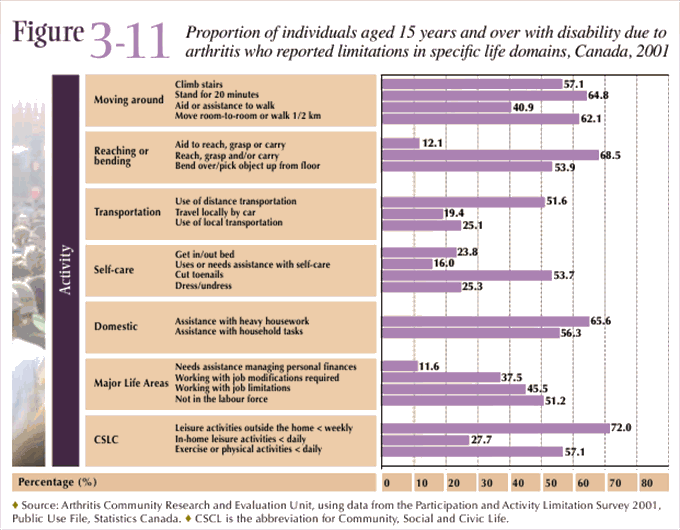 Figure 3-11
Proportion of individuals aged 15 years and over with disability due to
arthritis who reported limitations in specific life domains, Canada, 2001
Activity
Moving around
Climb stairs 57.1
Stand for 20 minutes 64.8
Aid or assistance to walk 40.9
Move room-to-room or walk 1/2 km 62.1
Reaching or
bending
Aid to reach, grasp or carry 12.1
Reach, grasp and/or carry 68.5
Bend over/pick object up from floor 53.9
Transportation
Use of distance transportation 51.6
Travel locally by car 19.4
Use of local transportation 25.1
Self-care
Get in/out bed 23.8
Uses or needs assistance with self-care 16.0
Cut toenails 53.7
Dress/undress 25.3
Domestic
Assistance with heavy housework 65.6
Assistance with household tasks 56.3
Major Life Areas
Needs assistance managing personal finances 11.6
Working with job modifications required 37.5
Working with job limitations 45.5
Not in the labour force 51.2
CSLC
Leisure activities outside the home < weekly 72.0
In-home leisure activities < daily 27.7
Exercise or physical activities < daily 57.1
Percentage (%) 0 10 20 30 40 50 60 70 80
♦ Source: Arthritis Community Research and Evaluation Unit, using data from the Participation and Activity Limitation Survey 2001,
Public Use File, Statistics Canada. ♦ CSCL is the abbreviation for Community, Social and Civic Life.